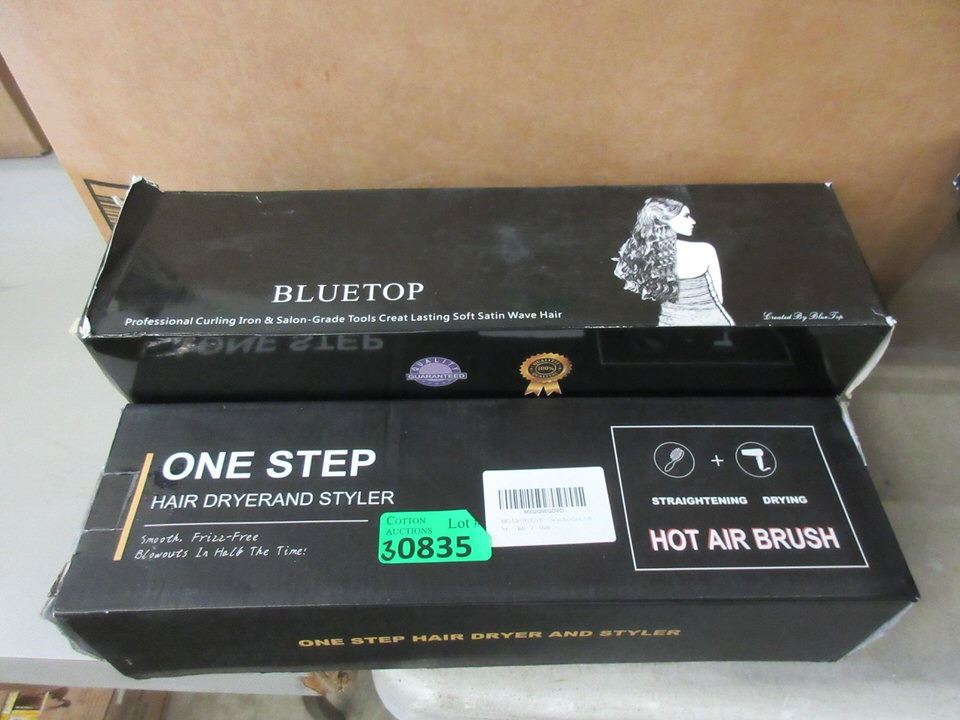 BLUETOP
Professional Curling Iron & Salon-Grade Tools Creat Lasting Soft Satin Wave Hair
Created By BlueTop
QUALITY
GUARANTEED
100%
ONE STEP
HAIR DRYERAND STYLER
Smooth, Frizz-Free
Blowouts In Half The Time!
COTTON
AUCTIONS
Lot #
30835
+
STRAIGHTENING DRYING
HOT AIR BRUSH
ONE STEP HAIR DRYER AND STYLER